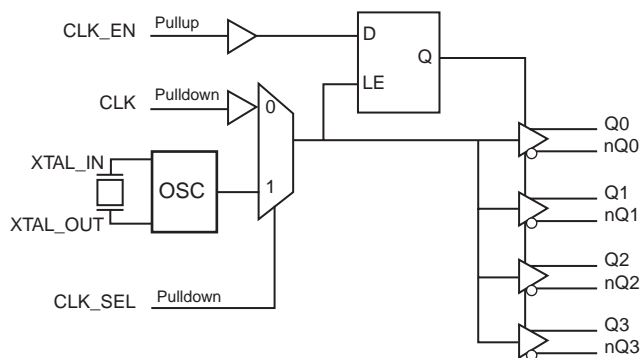 CLK_EN Pullup
D
Q
LE
CLK Pulldown
0
XTAL_IN
OSC
1
XTAL_OUT
CLK_SEL Pulldown
Q0
nQ0
Q1
nQ1
Q2
nQ2
Q3
nQ3